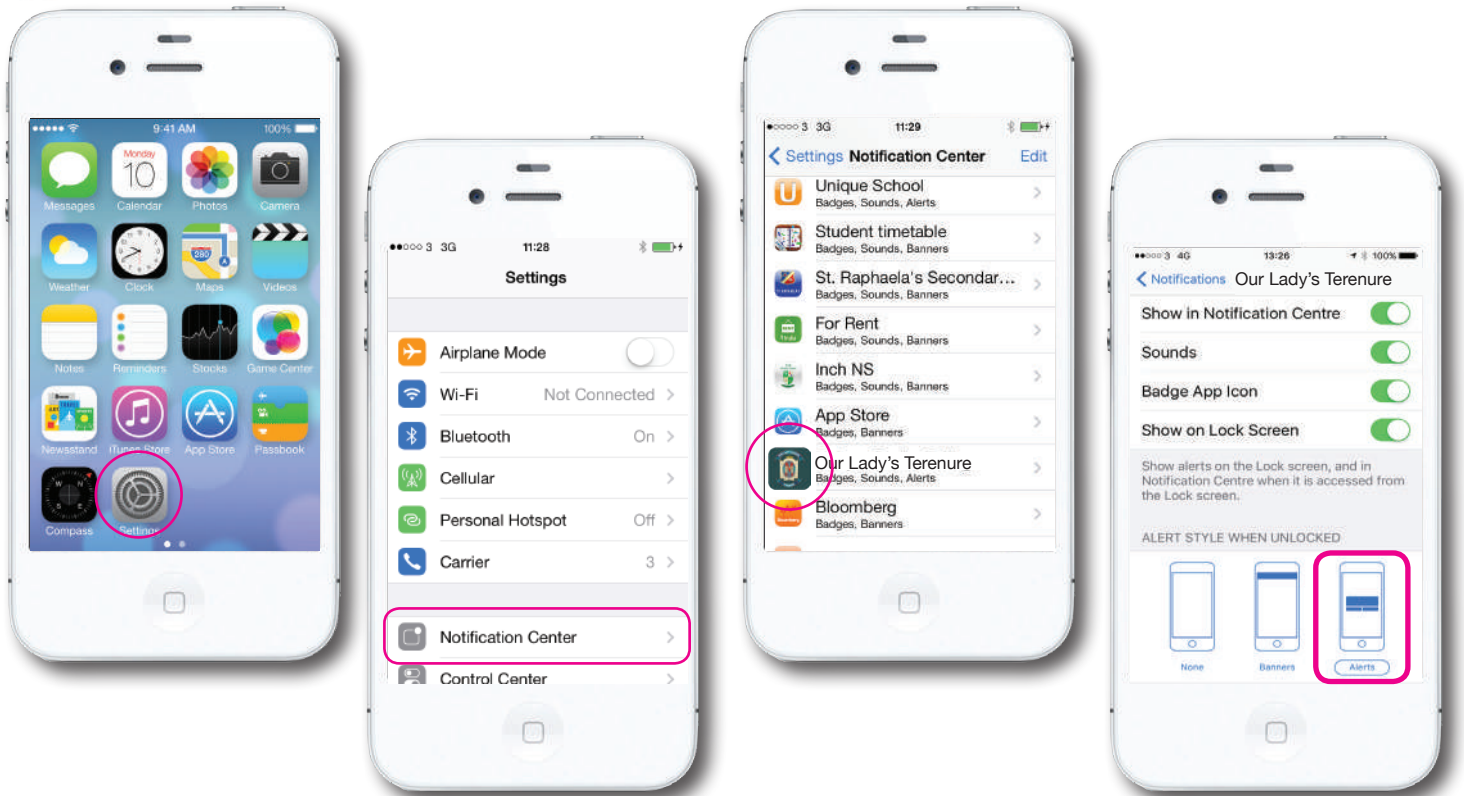 9:41 AM 100%
Monday
10
Messages Calendar Photos Camera
280
Weather Clock Maps Videos
Notes Reminders Stocks Game Center
Newsstand iTunes Store App Store Passbook
N
W E
S
Compass Settings
3 3G 11:28
Settings
Airplane Mode
Wi-Fi Not Connected >
Bluetooth On >
Cellular >
Personal Hotspot Off >
Carrier 3 >
Notification Center >
Control Center >
3 3G 11:29
< Settings Notification Center Edit
Unique School >
Badges, Sounds, Alerts
Student timetable >
Badges, Sounds, Banners
St. Raphaela's Secondar... >
Badges, Sounds, Banners
For Rent >
Badges, Sounds, Banners
Inch NS >
Badges, Sounds, Banners
App Store >
Badges, Banners
Our Lady's Terenure >
Badges, Sounds, Alerts
Bloomberg >
Badges, Banners
3 4G 13:26 100%
< Notifications Our Lady's Terenure
Show in Notification Centre
Sounds
Badge App Icon
Show on Lock Screen
Show alerts on the Lock screen, and in
Notification Centre when it is accessed from
the Lock screen.
ALERT STYLE WHEN UNLOCKED
None Banners Alerts